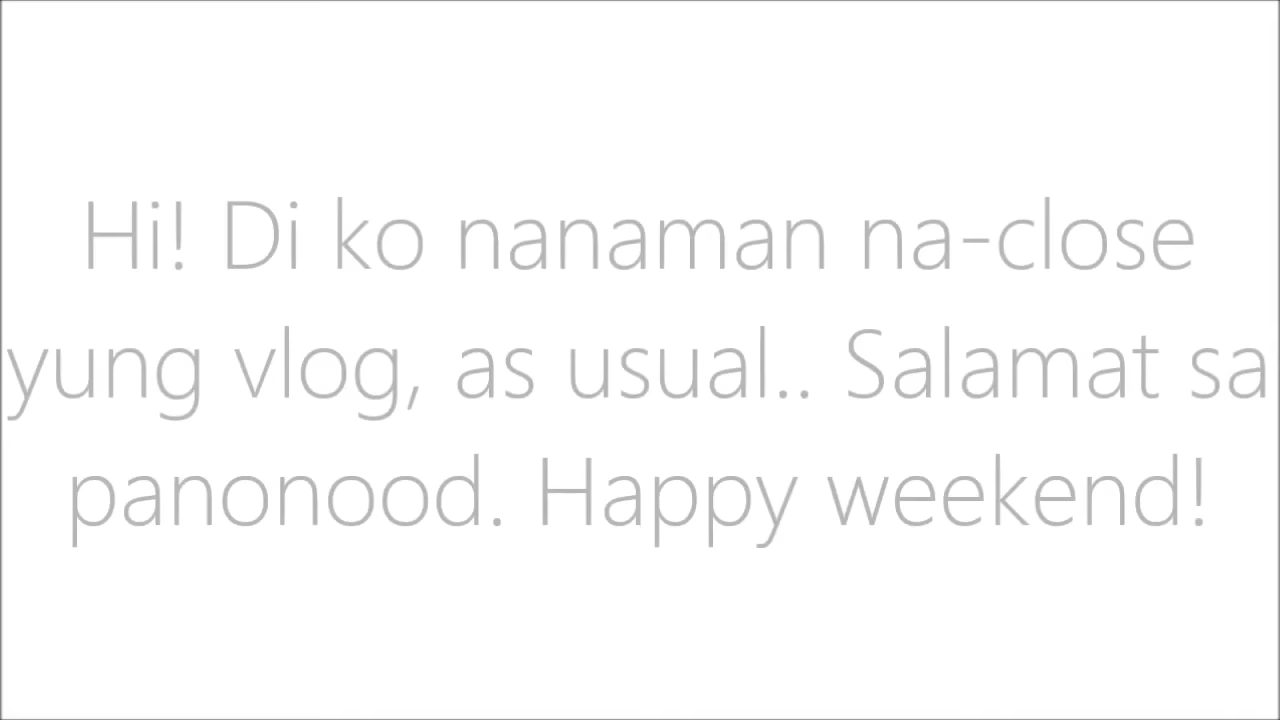 Hi! Di ko nanaman na-close
yung vlog, as usual.. Salamat sa
panonood. Happy weekend!